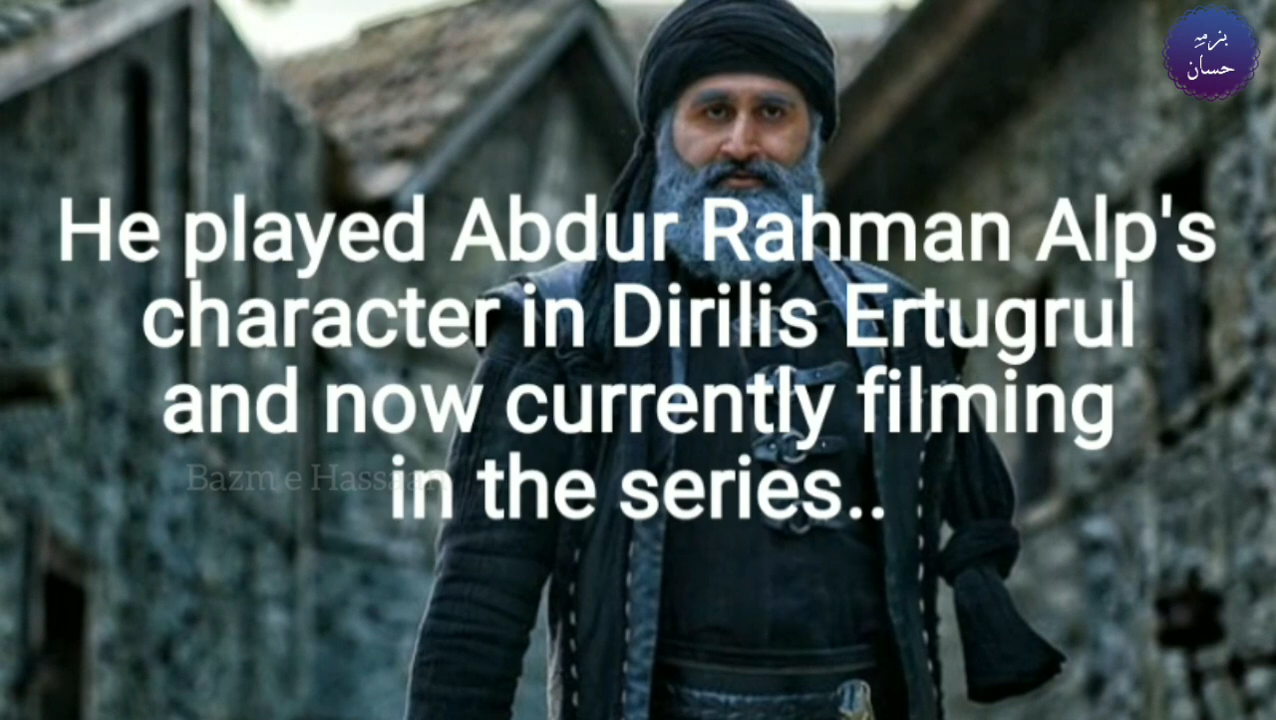 بزمِ
حسان
He played Abdur Rahman Alp's
character in Dirilis Ertugrul
and now currently filming
Bazm e Hassaan
in the series..